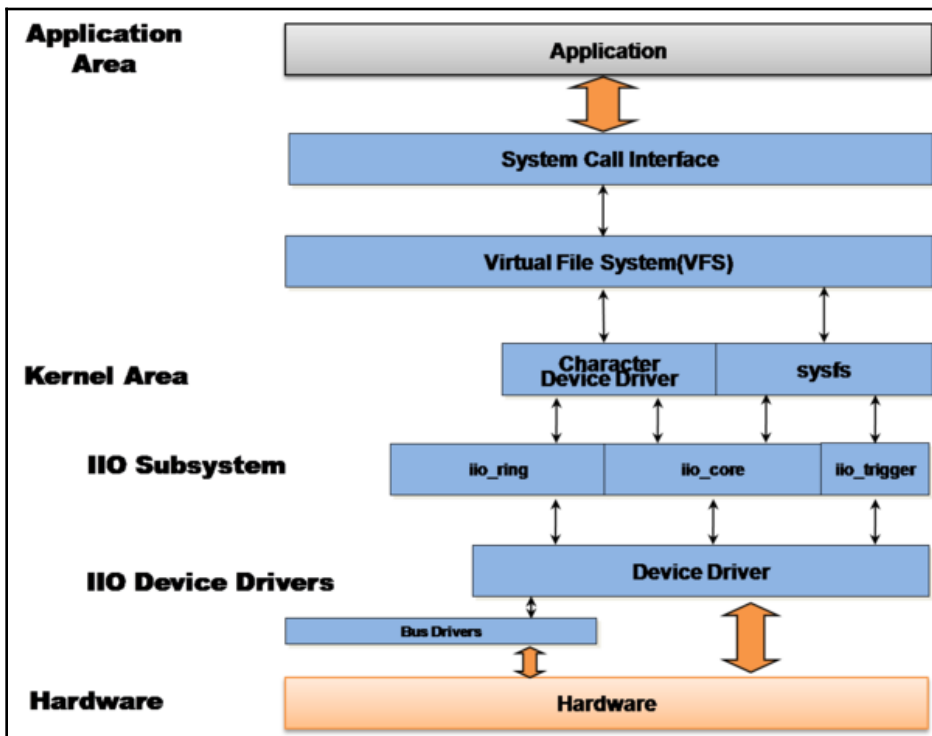 Application
Area
Application
System Call Interface
Virtual File System(VFS)
Kernel Area
Character
Device Driver
sysfs
IIO Subsystem
iio_ring
iio_core
iio_trigger
IIO Device Drivers
Device Driver
Bus Drivers
Hardware
Hardware